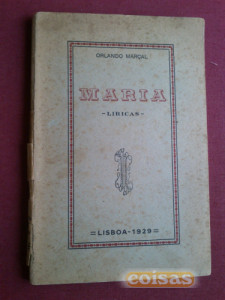 ORLANDO MARÇAL
MARIA
-LIRICAS-
=LISBOA-1929=
coisas